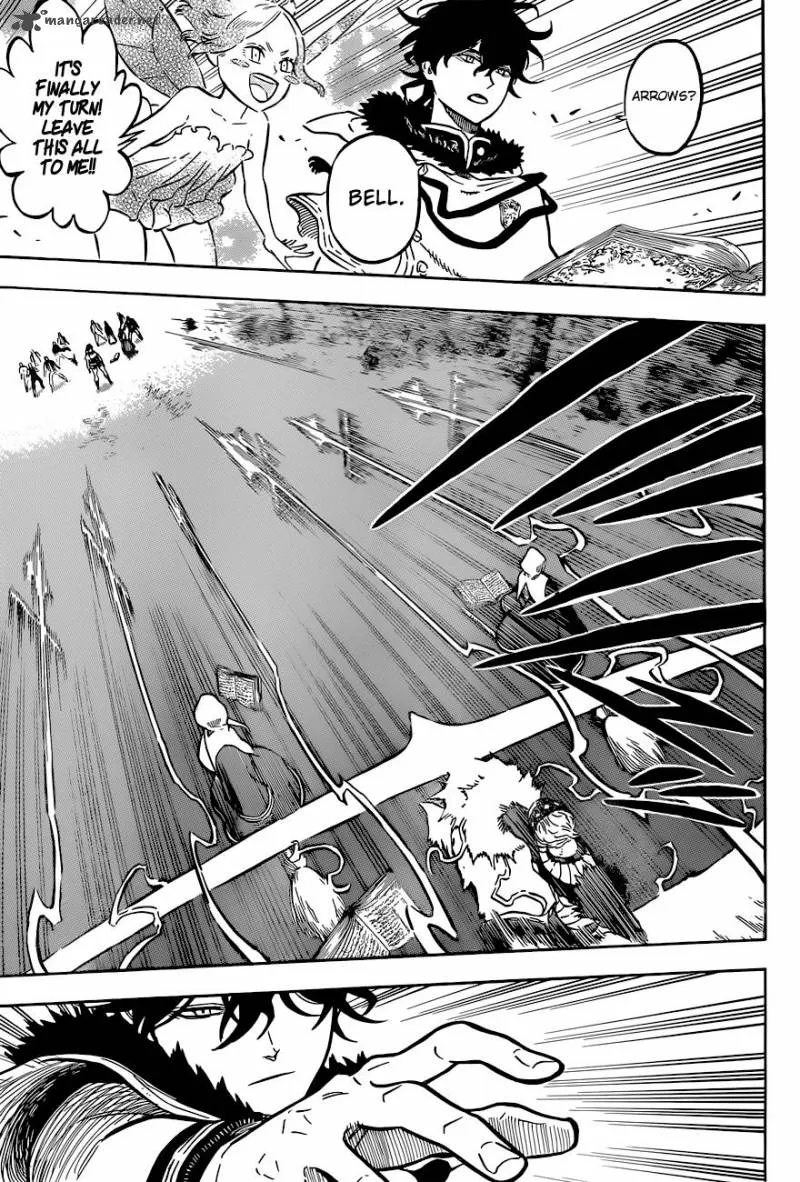 mangareader.net
ARROWS?
BELL.
IT'S
FINALLY
MY TURN!
LEAVE
THIS ALL
TO ME!!